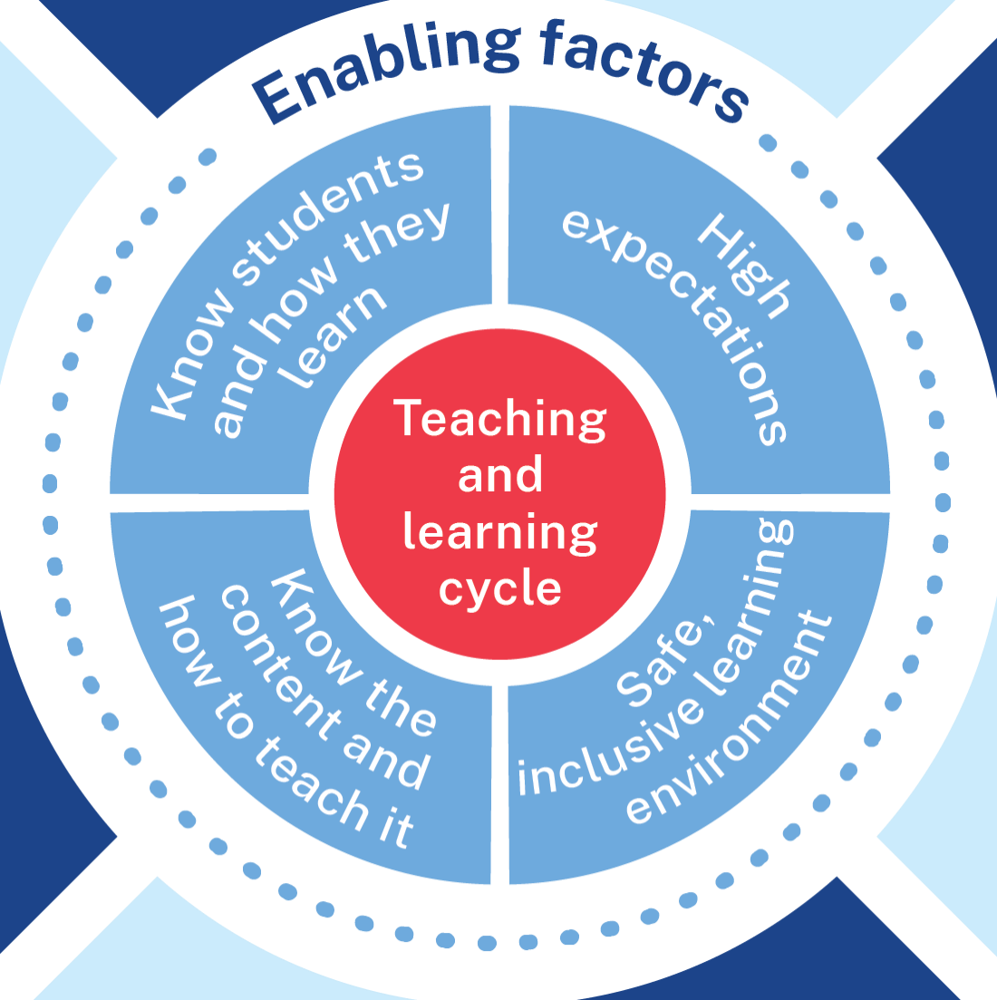 Enabling factors
Know students
and how they
learn
High
expectations
Teaching
and
learning
cycle
Know the
content and
how to teach it
Safe,
inclusive learning
environment